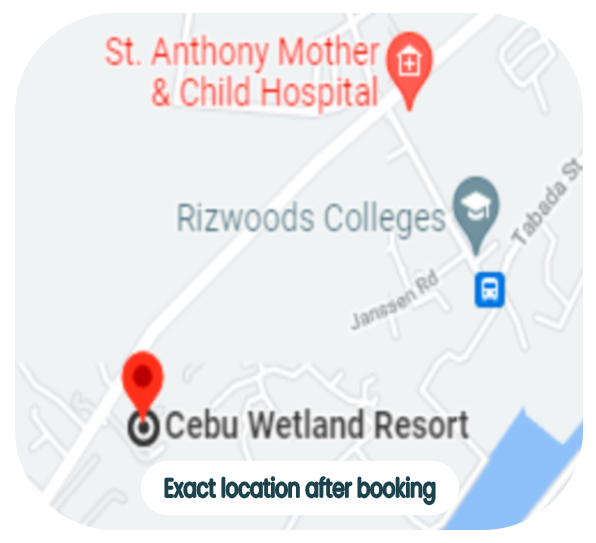 St. Anthony Mother
& Child Hospital
Rizwoods Colleges
Tabada St
Janssen Rd
Cebu Wetland Resort
Exact location after booking